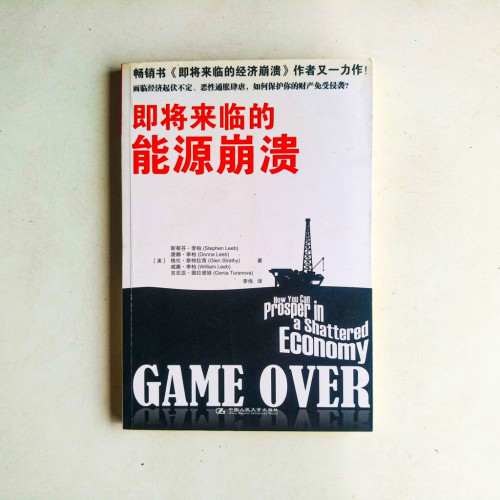 畅销书《即将来临的经济崩溃》作者又一力作！
面临经济起伏不定、恶性通胀肆虐，如何保护你的财产免受侵袭？
即将来临的
能源崩溃
斯蒂芬·李柏 (Stephen Leeb)
唐娜·李柏 (Donna Leeb)
[美] 格伦·斯特拉西 (Glen Strathy) 著
威廉·李柏 (William Leeb)
吉尼亚·图拉诺娃 (Genia Turanova)
李伟 译
How You Can
Prosper in
a Shattered
Economy
GAME OVER
中国人民大学出版社